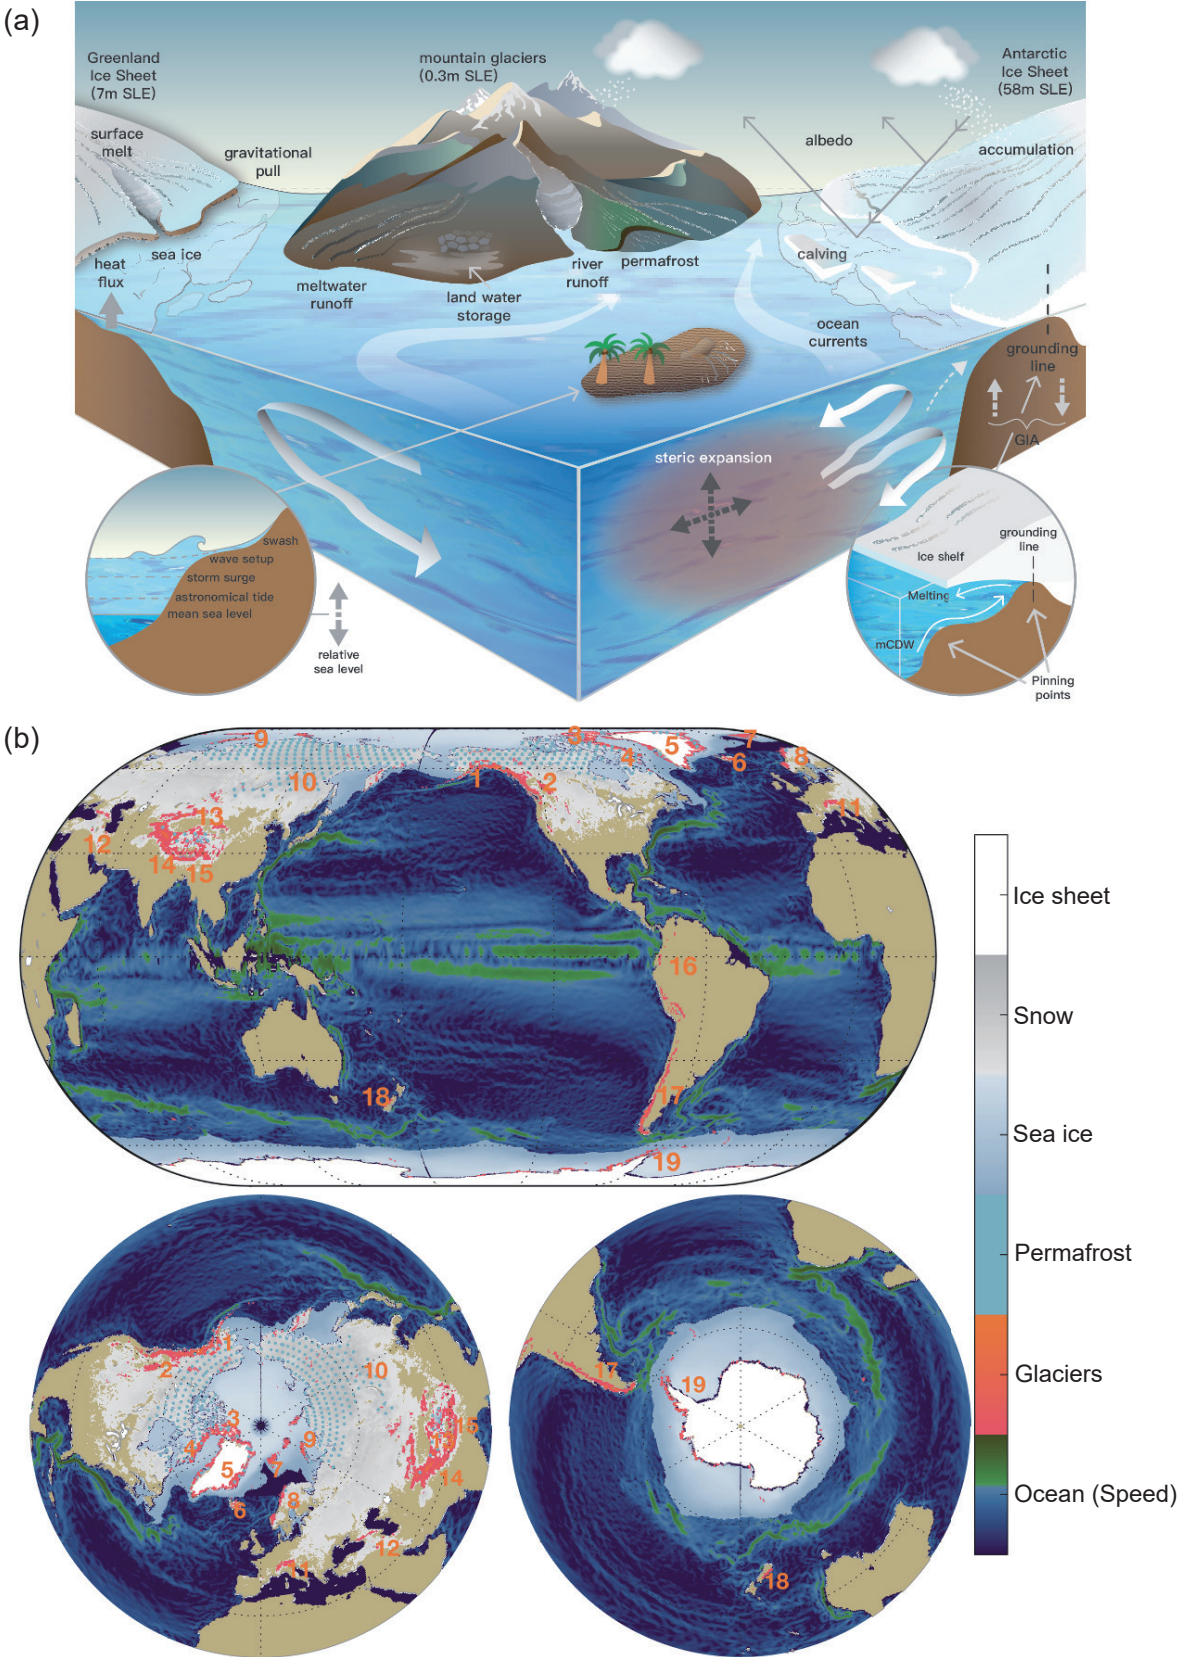 (a)
Greenland
Ice Sheet
(7m SLE)
mountain glaciers
(0.3m SLE)
Antarctic
Ice Sheet
(58m SLE)
surface
melt
gravitational
pull
albedo
accumulation
sea ice
heat
flux
meltwater
runoff
land water
storage
river
runoff
permafrost
calving
ocean
currents
grounding
line
GIA
steric expansion
swash
wave setup
storm surge
astronomical tide
mean sea level
relative
sea level
Ice shelf
grounding
line
Melting
mCDW
Pinning
points
(b)
9
3
5
7
4
6
8
10
1
2
11
13
12
14
15
16
18
17
19
Ice sheet
Snow
Sea ice
Permafrost
Glaciers
Ocean (Speed)
1
2
10
3
4
9
15
13
5
7
14
6
8
12
11
17
19
18